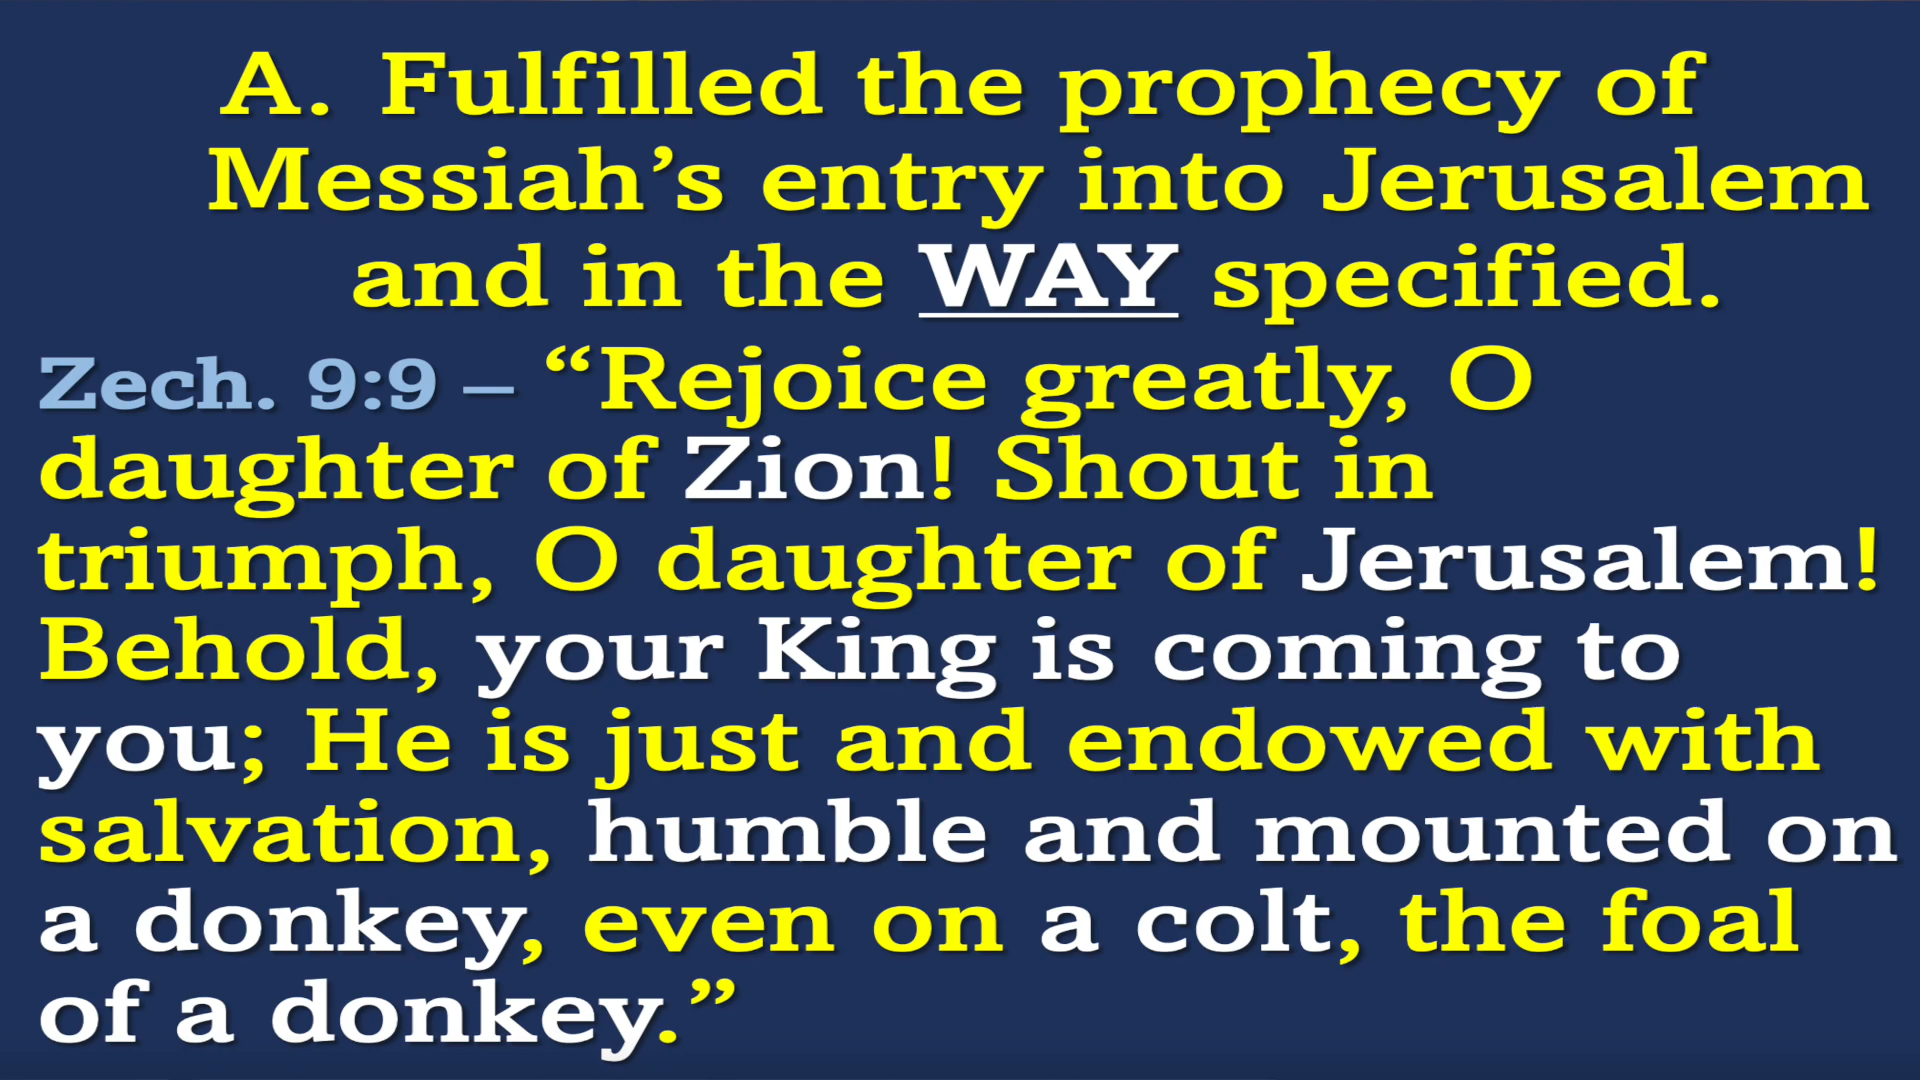 A. Fulfilled the prophecy of
Messiah’s entry into Jerusalem
and in the WAY specified.
Zech. 9:9 – “Rejoice greatly, O
daughter of Zion! Shout in
triumph, O daughter of Jerusalem!
Behold, your King is coming to
you; He is just and endowed with
salvation, humble and mounted on
a donkey, even on a colt, the foal
of a donkey.”